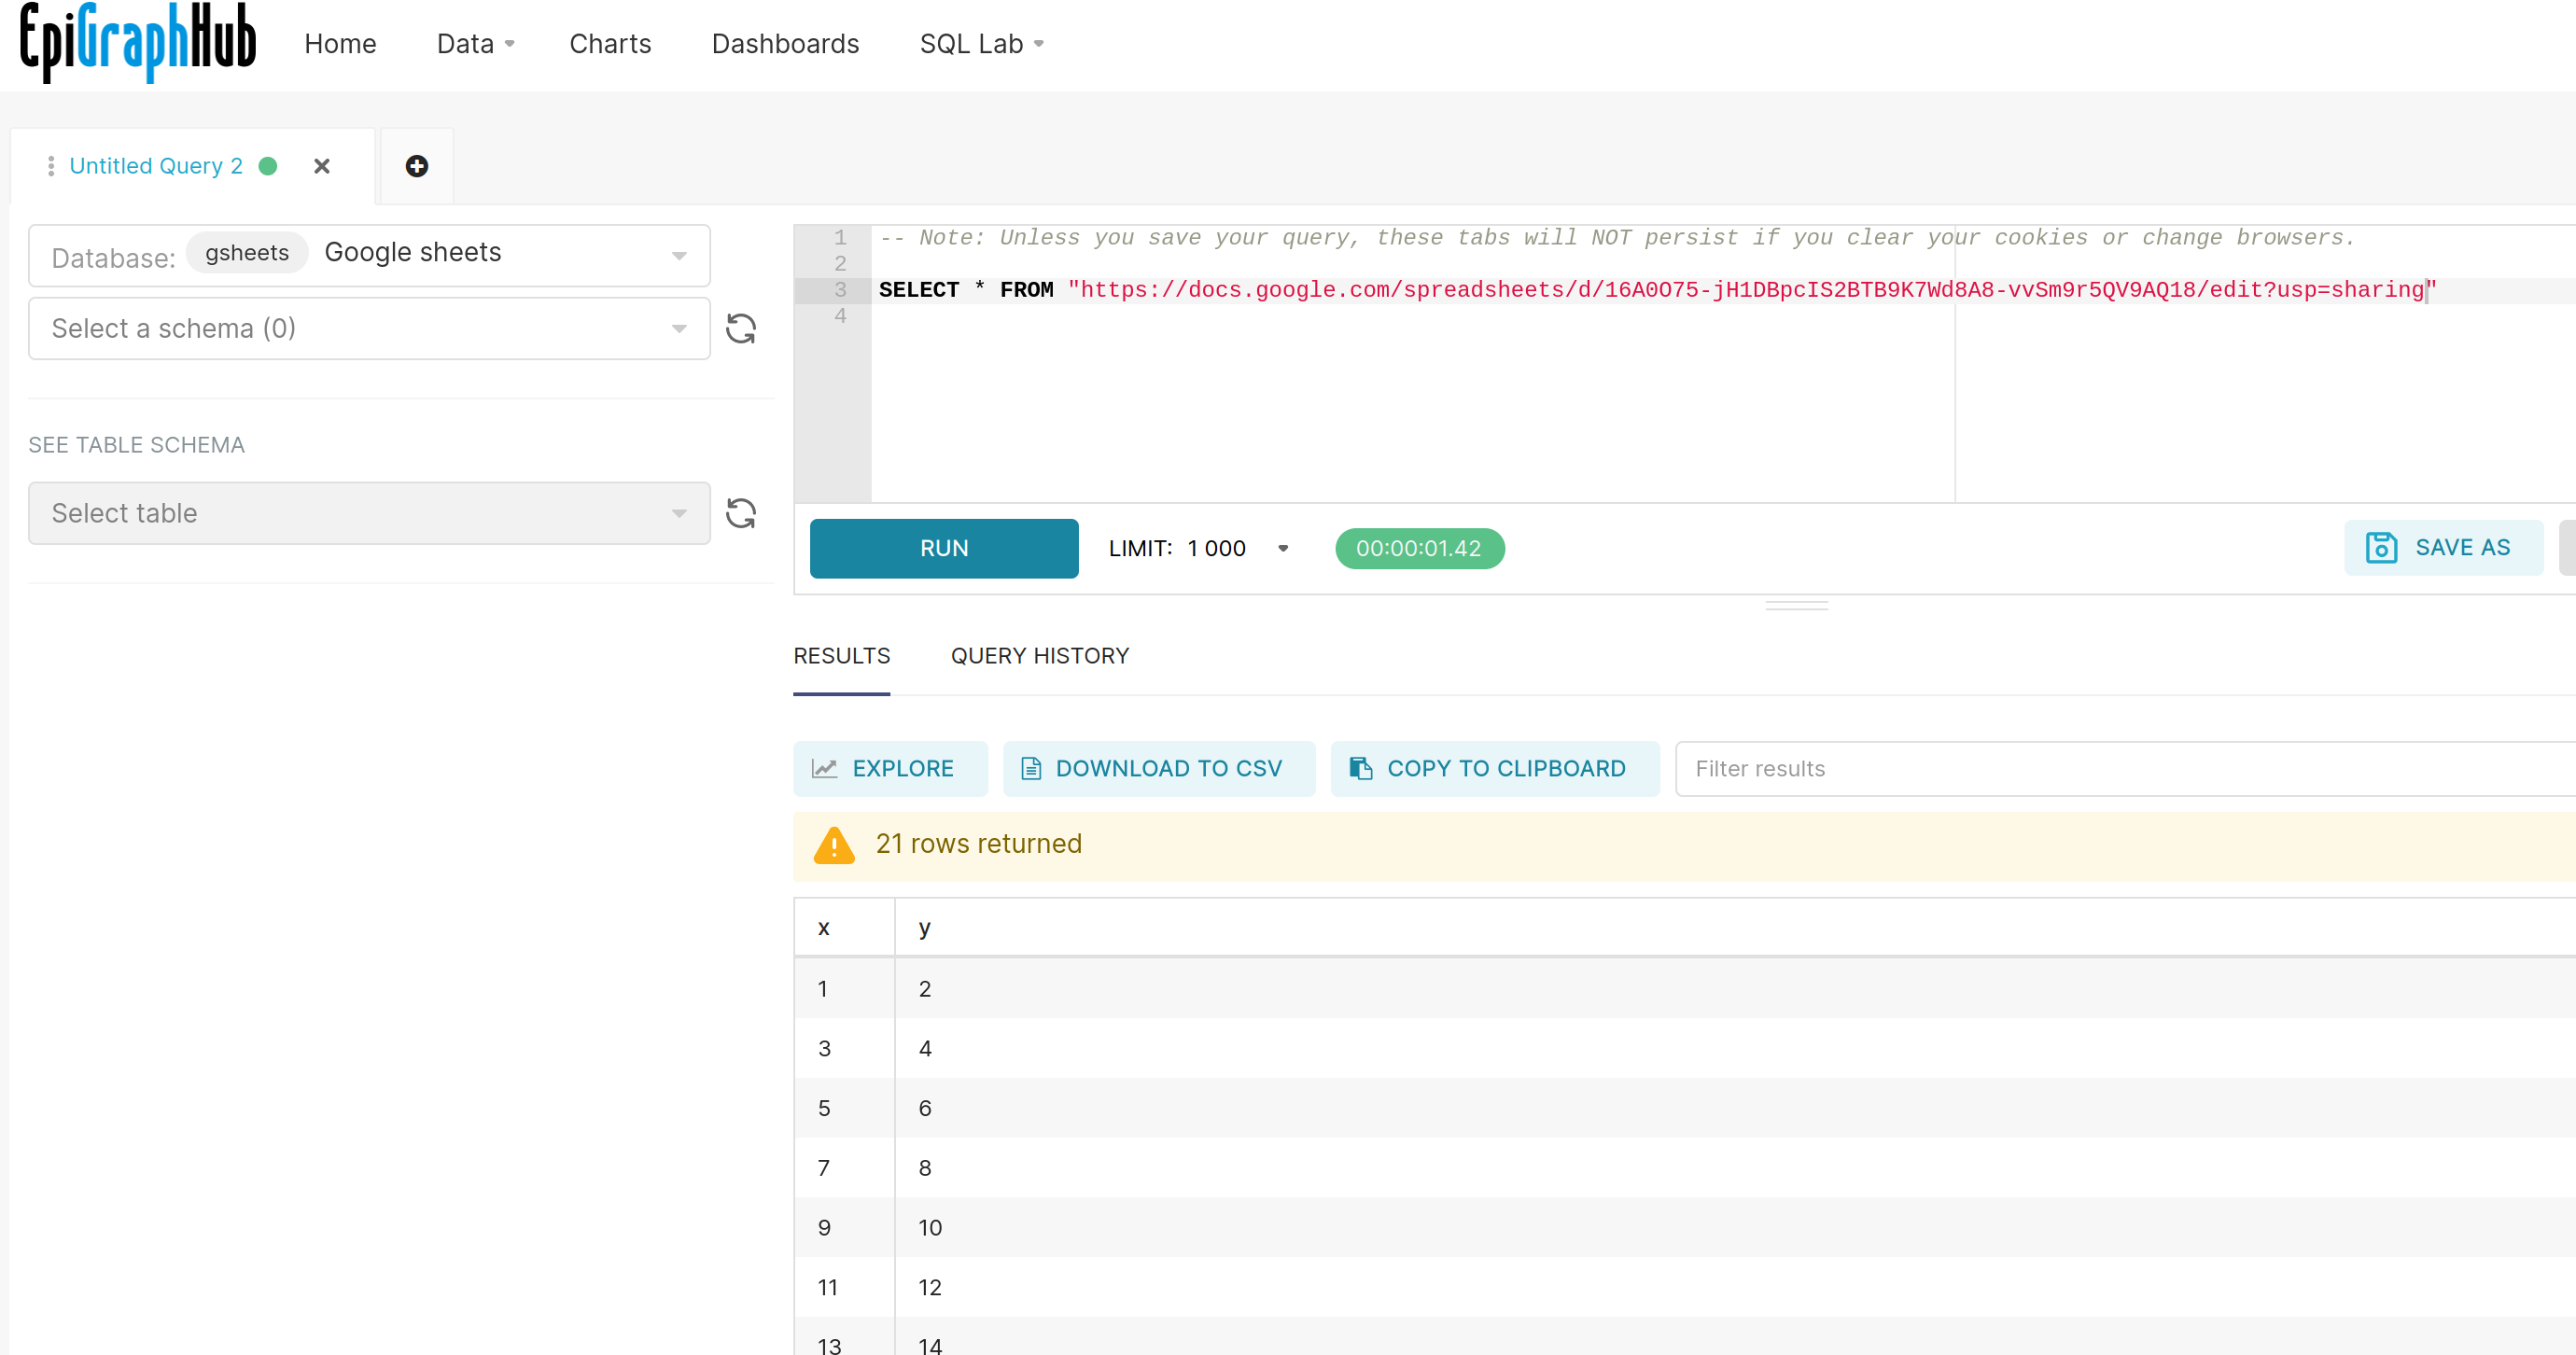 EpiGraphHub
Home
Data
Charts
Dashboards
SQL Lab
Untitled Query 2
Database: gsheets Google sheets
Select a schema (0)
SEE TABLE SCHEMA
Select table
1 -- Note: Unless you save your query, these tabs will NOT persist if you clear your cookies or change browsers.
2
3 SELECT * FROM "https://docs.google.com/spreadsheets/d/16A0O75-jH1DBpcIS2BTB9K7Wd8A8-vvSm9r5QV9AQ18/edit?usp=sharing"
4
RUN
LIMIT: 1 000
00:00:01.42
SAVE AS
RESULTS
QUERY HISTORY
EXPLORE
DOWNLOAD TO CSV
COPY TO CLIPBOARD
Filter results
21 rows returned
x y
1 2
3 4
5 6
7 8
9 10
11 12
13 14